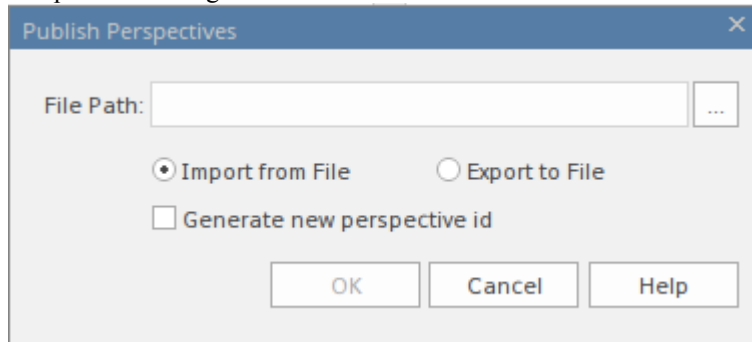 Publish Perspectives
File Path:
...
Import from File
Export to File
Generate new perspective id
OK
Cancel
Help